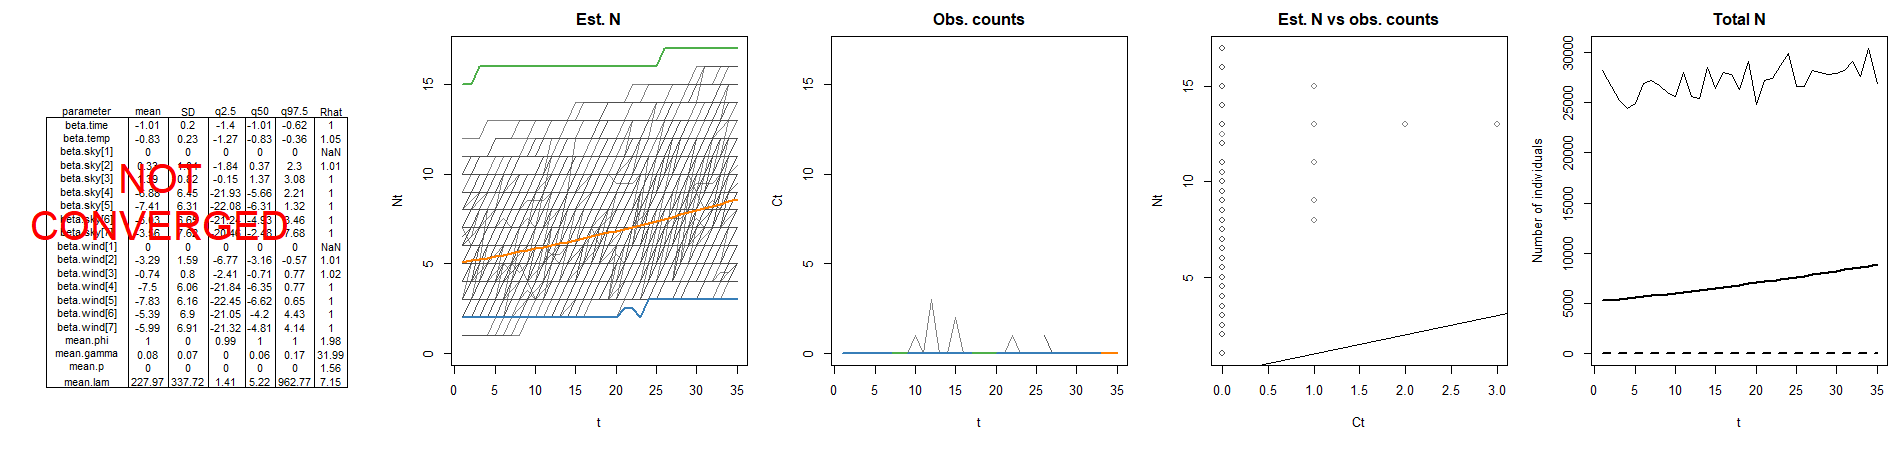 parameter mean SD q2.5 q50 q97.5 Rhat
beta.time -1.01 0.2 -1.4 -1.01 -0.62 1
beta.temp -0.83 0.23 -1.27 -0.83 -0.36 1.05
beta.sky[1] 0 0 0 0 0 NaN
beta.sky[2] -1.84 0.37 2.3 1.01
beta.sky[3] -0.15 1.37 3.08 1
beta.sky[4] -6.88 6.45 -21.93 -5.66 2.21 1
beta.sky[5] -7.41 6.31 -22.08 -6.31 1.32 1
beta.sky[6] 1
beta.sky[7] 1
NOT
CONVERGED
beta.wind[1] 0 0 0 0 0 NaN
beta.wind[2] -3.29 1.59 -6.77 -3.16 -0.57 1.01
beta.wind[3] -0.74 0.8 -2.41 -0.71 0.77 1.02
beta.wind[4] -7.5 6.06 -21.84 -6.35 0.77 1
beta.wind[5] -7.83 6.16 -22.45 -6.62 0.65 1
beta.wind[6] -5.39 6.9 -21.05 -4.2 4.43 1
beta.wind[7] -5.99 6.91 -21.32 -4.81 4.14 1
mean.phi 1 0 0.99 1 1 1.98
mean.gamma 0.08 0.07 0 0.06 0.17 31.99
mean.p 0 0 0 0 0 1.56
mean.lam 227.97 337.72 1.41 5.22 962.77 7.15
Est. N
Nt
15
10
5
0
0 5 10 15 20 25 30 35
t
Obs. counts
Ct
15
10
5
0
0 5 10 15 20 25 30 35
t
Est. N vs obs. counts
Nt
15
10
5
0.0 0.5 1.0 1.5 2.0 2.5 3.0
Ct
Total N
Number of individuals
30000
25000
20000
15000
10000
5000
0
0 5 10 15 20 25 30 35
t